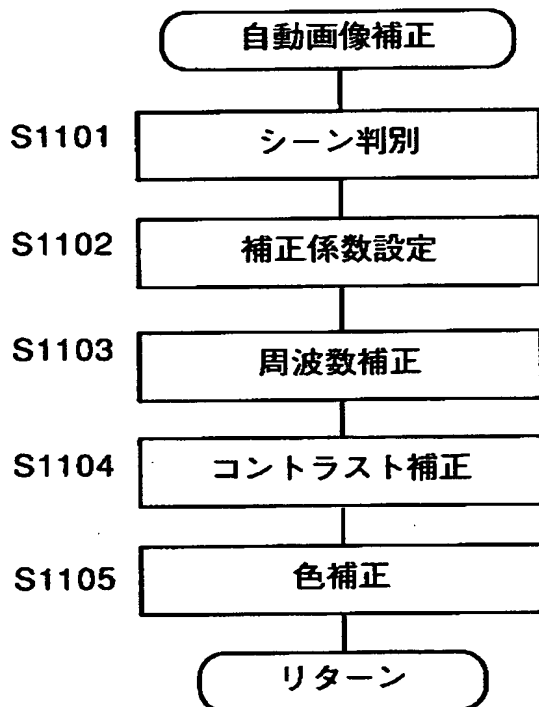 自動画像補正
S1101 シーン判別
S1102 補正係数設定
S1103 周波数補正
S1104 コントラスト補正
S1105 色補正
リターン